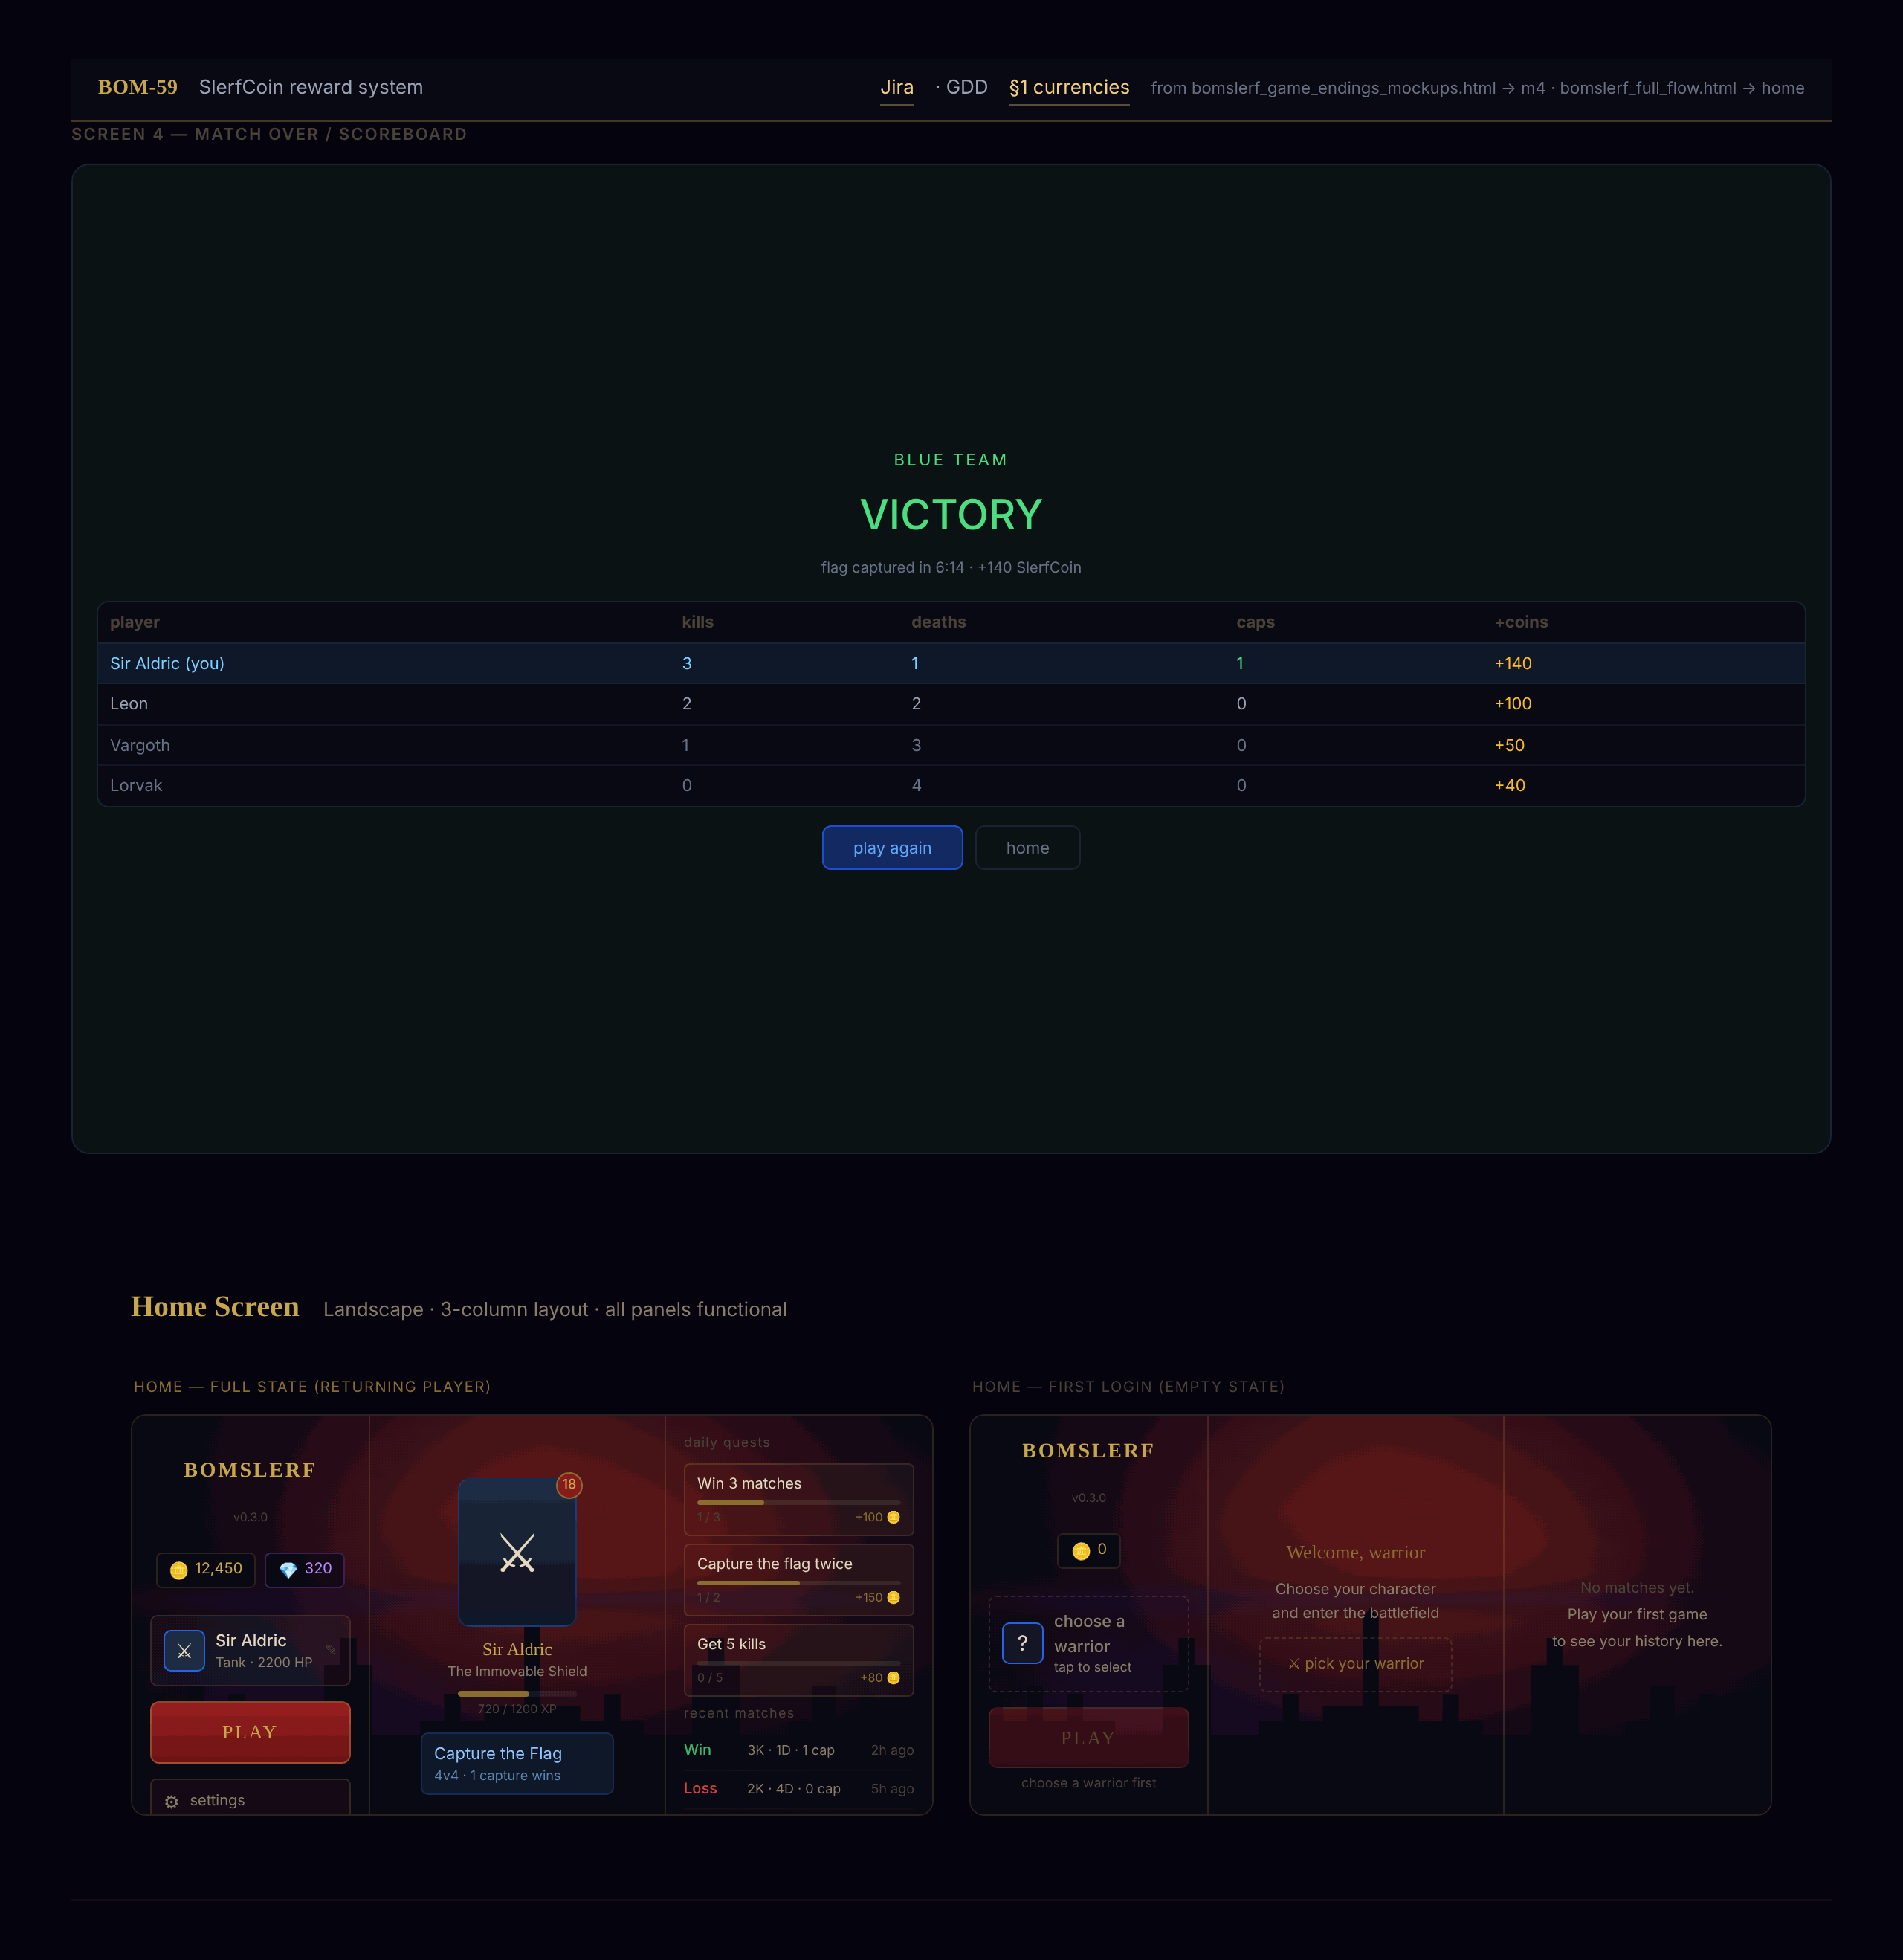 BOM-59 SlerfCoin reward system Jira · GDD §1 currencies from bomslerf_game_endings_mockups.html → m4 · bomslerf_full_flow.html → home
SCREEN 4 — MATCH OVER / SCOREBOARD
BLUE TEAM
VICTORY
flag captured in 6:14 · +140 SlerfCoin
player kills deaths caps +coins
Sir Aldric (you) 3 1 1 +140
Leon 2 2 0 +100
Vargoth 1 3 0 +50
Lorvak 0 4 0 +40
play again home
Home Screen Landscape · 3-column layout · all panels functional
HOME — FULL STATE (RETURNING PLAYER)
BOMSLERF
v0.3.0
12,450 320
Sir Aldric
Tank · 2200 HP
PLAY
settings
18
Sir Aldric
The Immovable Shield
720 / 1200 XP
Capture the Flag
4v4 · 1 capture wins
daily quests
Win 3 matches
1 / 3 +100
Capture the flag twice
1 / 2 +150
Get 5 kills
0 / 5 +80
recent matches
Win 3K · 1D · 1 cap 2h ago
Loss 2K · 4D · 0 cap 5h ago
HOME — FIRST LOGIN (EMPTY STATE)
BOMSLERF
v0.3.0
0
?
choose a
warrior
tap to select
PLAY
choose a warrior first
Welcome, warrior
Choose your character
and enter the battlefield
⚔ pick your warrior
No matches yet.
Play your first game
to see your history here.